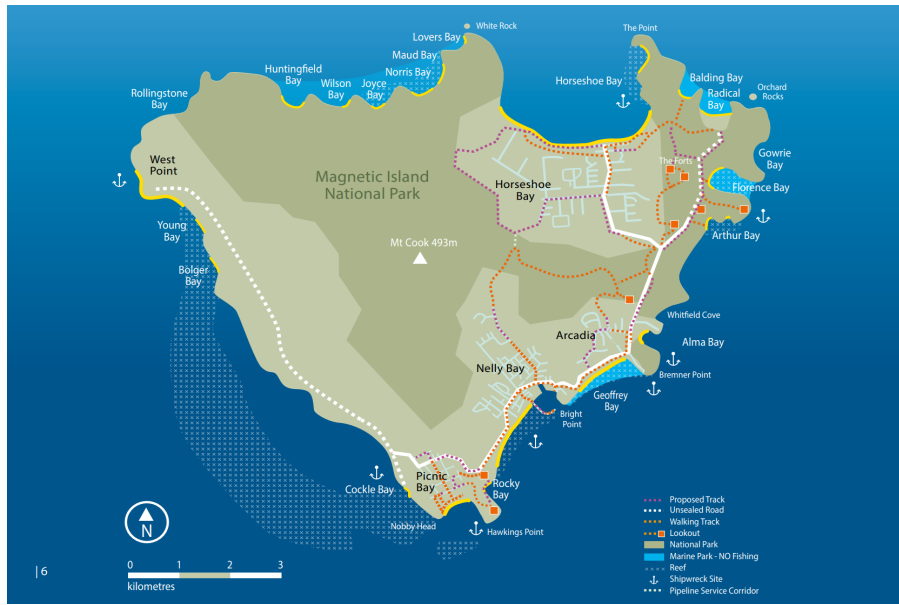 White Rock
Lovers Bay
Maud Bay
Norris Bay
Huntingfield
Bay
Wilson
Bay
Joyce
Bay
Rollingstone
Bay
The Point
Horseshoe Bay
Balding Bay
Radical
Bay
Orchard
Rocks
Gowrie
Bay
The Forts
Florence Bay
Arthur Bay
West
Point
Magnetic Island
National Park
Horseshoe
Bay
Mt Cook 493m
Young
Bay
Bolger
Bay
Whitfield Cove
Arcadia
Alma Bay
Nelly Bay
Bremner Point
Geoffrey
Bay
Bright
Point
Picnic
Bay
Rocky
Bay
Cockle Bay
Nobby Head
Hawkings Point
N
0 1 2 3
kilometres
Proposed Track
Unsealed Road
Walking Track
Lookout
National Park
Marine Park - NO Fishing
Reef
Shipwreck Site
Pipeline Service Corridor
| 6